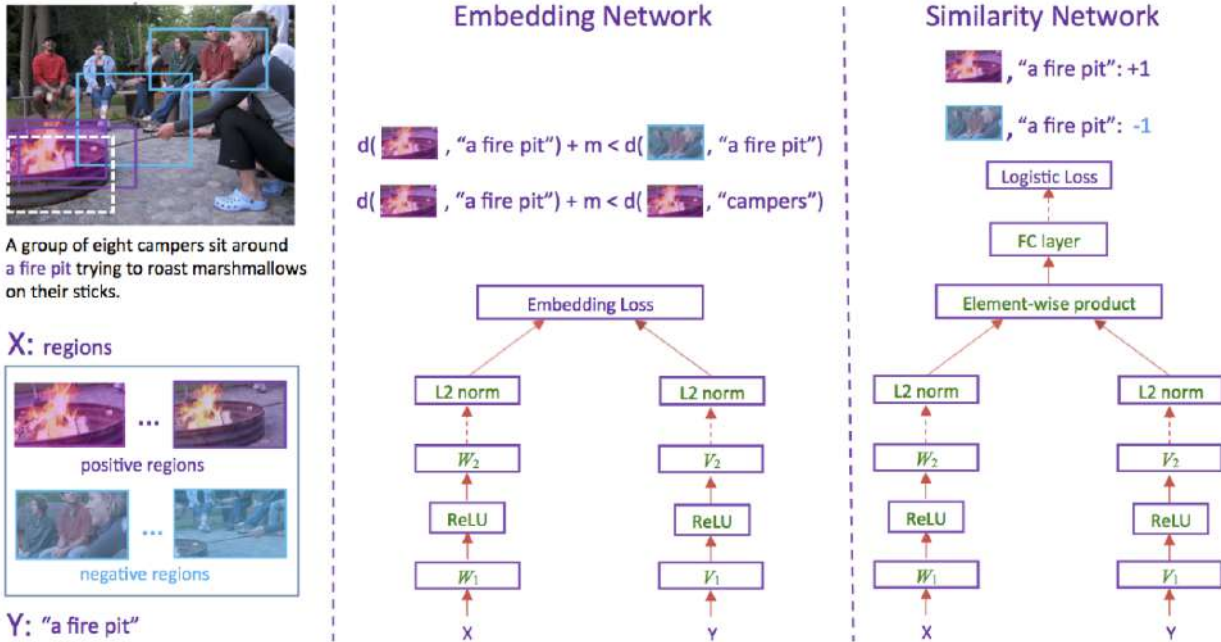 A group of eight campers sit around
a fire pit trying to roast marshmallows
on their sticks.
X: regions
...
positive regions
...
negative regions
Y: “a fire pit”
Embedding Network
d( , “a fire pit”) + m < d( , “a fire pit”)
d( , “a fire pit”) + m < d( , “campers”)
Embedding Loss
L2 norm L2 norm
W₂ V₂
ReLU ReLU
W₁ V₁
X Y
Similarity Network
, “a fire pit”: +1
, “a fire pit”: -1
Logistic Loss
FC layer
Element-wise product
L2 norm L2 norm
W₂ V₂
ReLU ReLU
W₁ V₁
X Y